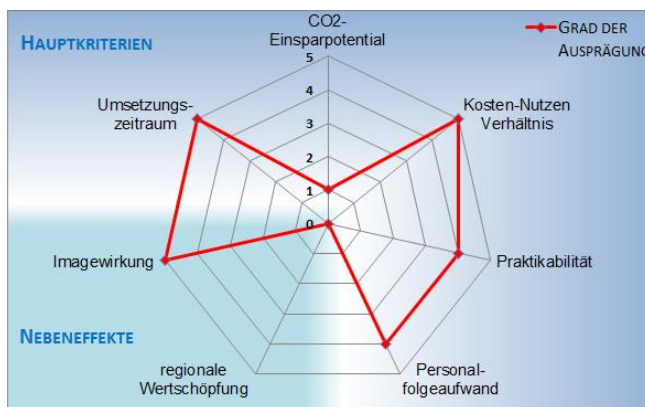 CO2-
Einsparpotential
HAUPTKRITERIEN
GRAD DER
AUSPRÄGUNG
5
4
3
2
1
0
Umsetzungs-
zeitraum
Kosten-Nutzen
Verhältnis
Imagewirkung
Praktikabilität
NEBENEFFEKTE
regionale
Wertschöpfung
Personal-
folgeaufwand